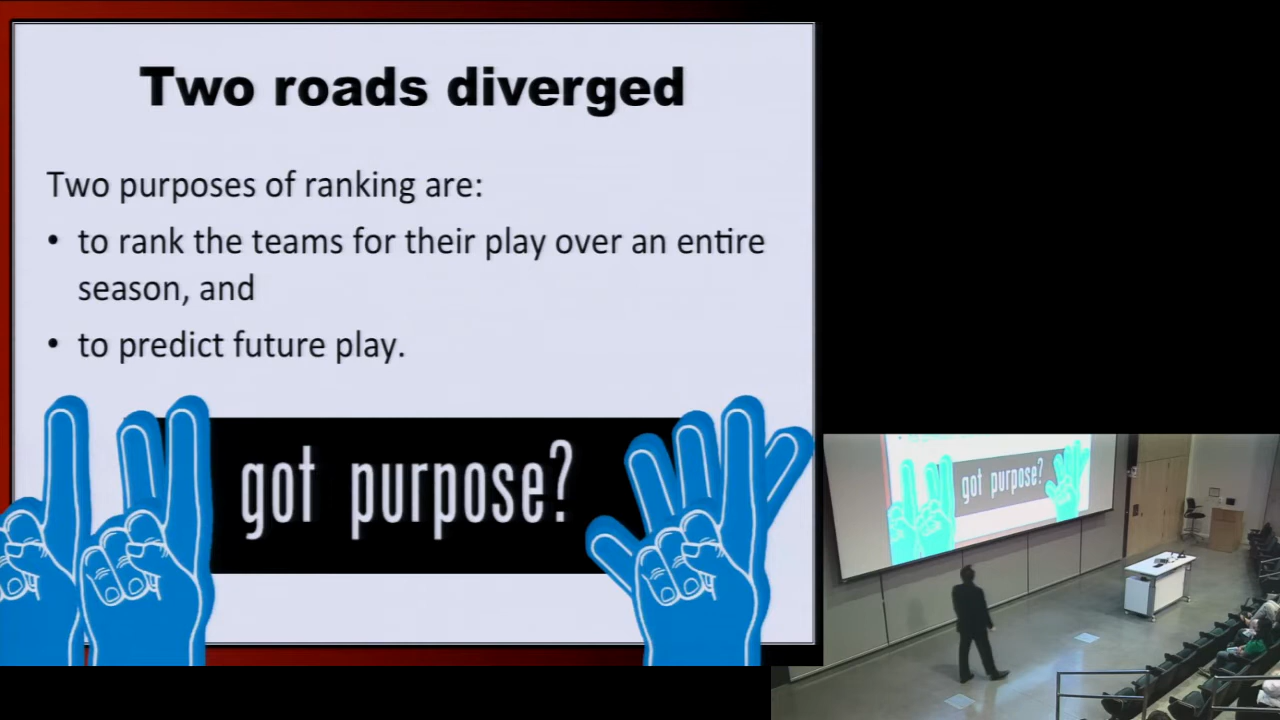 Two roads diverged
Two purposes of ranking are:
• to rank the teams for their play over an entire
season, and
• to predict future play.
got purpose?
got purpose?